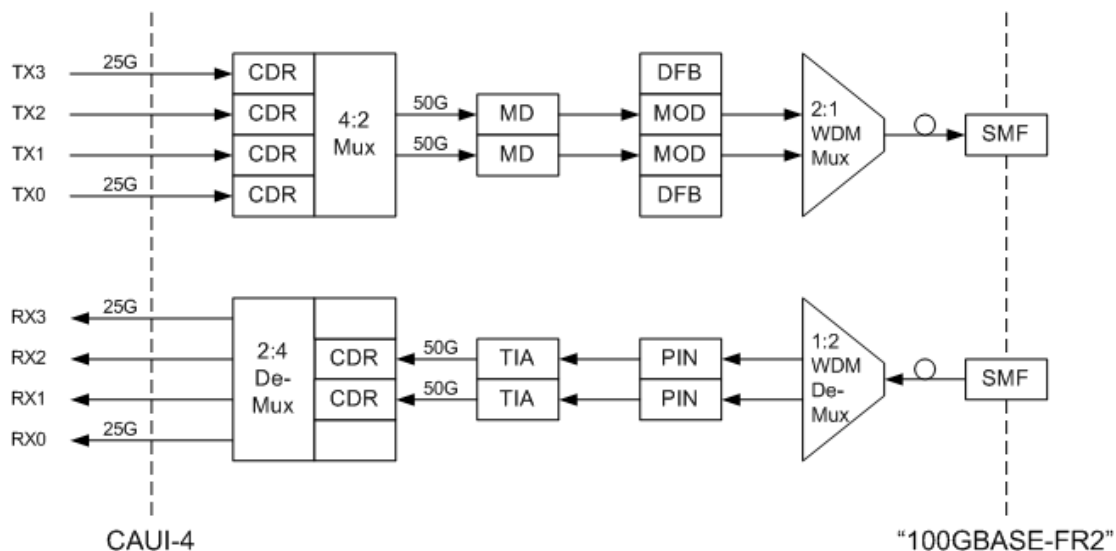 TX3
25G
CDR
DFB
TX2
CDR
4:2
Mux
50G
MD
MOD
2:1
WDM
Mux
SMF
TX1
CDR
50G
MD
MOD
TX0
25G
CDR
DFB
RX3
25G
RX2
2:4
De-
Mux
CDR
50G
TIA
PIN
1:2
WDM
De-
Mux
SMF
RX1
CDR
50G
TIA
PIN
RX0
25G
CAUI-4
“100GBASE-FR2”